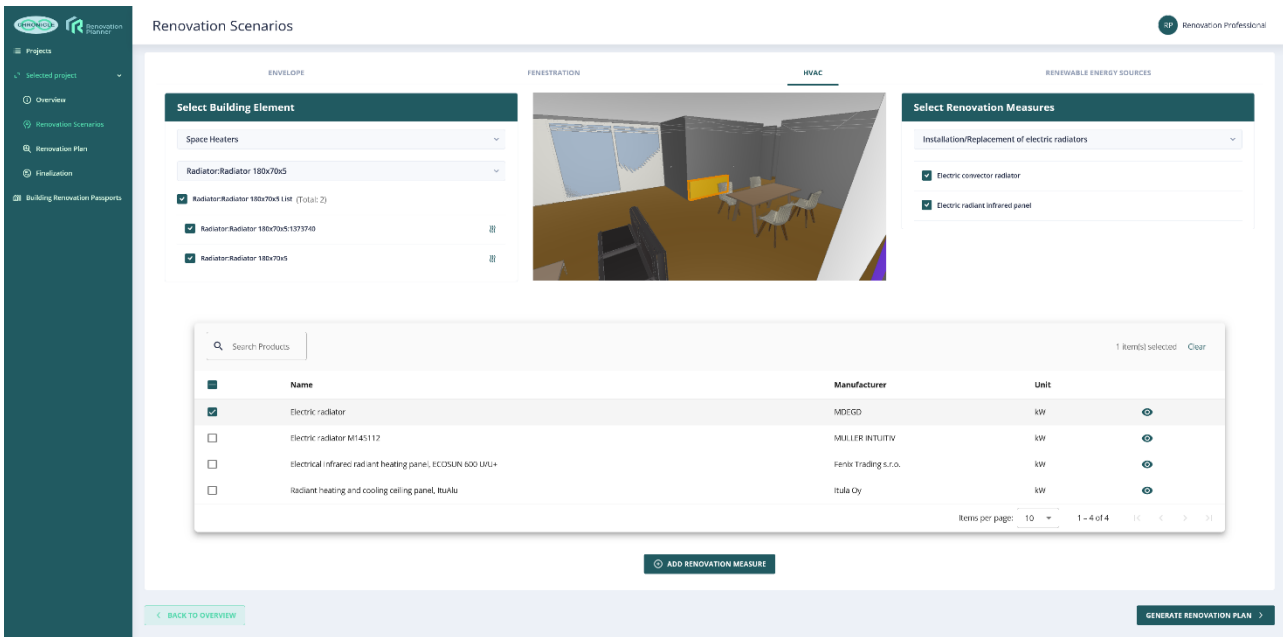 CHRONICLE
Renovation
Planner
Renovation Scenarios
RP
Renovation Professional
Projects
Selected project
Overview
Renovation Scenarios
Renovation Plan
Finalization
Building Renovation Passports
ENVELOPE
FENESTRATION
HVAC
RENEWABLE ENERGY SOURCES
Select Building Element
Space Heaters
Radiator:Radiator 180x70x5
Radiator:Radiator 180x70x5 List (Total: 2)
Radiator:Radiator 180x70x5:1373740
Radiator:Radiator 180x70x5
Select Renovation Measures
Installation/Replacement of electric radiators
Electric convector radiator
Electric radiant infrared panel
Search Products
1 item(s) selected Clear
Name Manufacturer Unit
Electric radiator MDEGD kW
Electric radiator M145112 MULLER INTUITIV kW
Electrical infrared radiant heating panel, ECOSUN 600 U/U+ Fenix Trading s.r.o. kW
Radiant heating and cooling ceiling panel, ItuAlu Itula Oy kW
Items per page: 10 1 – 4 of 4
ADD RENOVATION MEASURE
BACK TO OVERVIEW
GENERATE RENOVATION PLAN